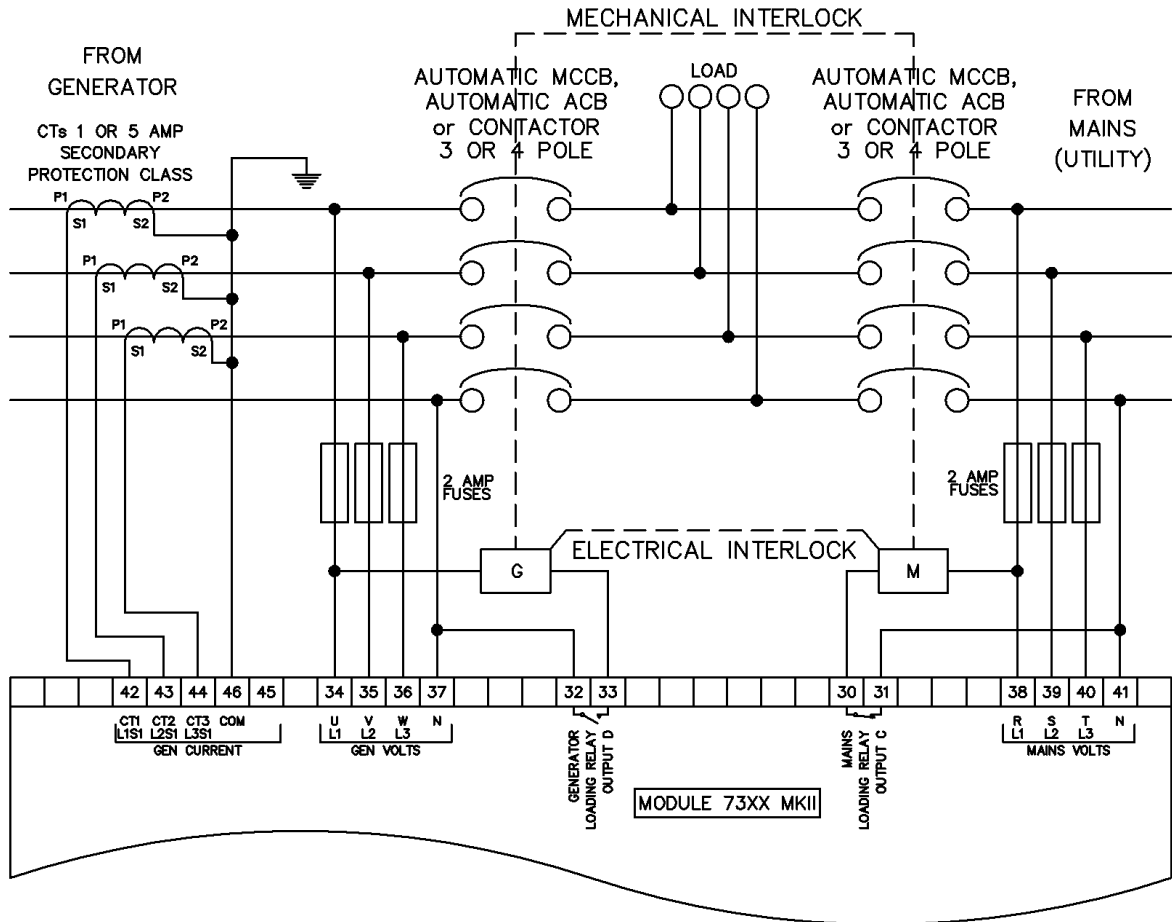 MECHANICAL INTERLOCK
FROM
GENERATOR
CTs 1 OR 5 AMP
SECONDARY
PROTECTION CLASS
AUTOMATIC MCCB,
AUTOMATIC ACB
or CONTACTOR
3 OR 4 POLE
LOAD
AUTOMATIC MCCB,
AUTOMATIC ACB
or CONTACTOR
3 OR 4 POLE
FROM
MAINS
(UTILITY)
P1 P2
S1 S2
P1 P2
S1 S2
P1 P2
S1 S2
2 AMP
FUSES
2 AMP
FUSES
ELECTRICAL INTERLOCK
G
M
42 43 44 46 45 34 35 36 37 32 33 30 31 38 39 40 41
CT1 CT2 CT3 COM
L1S1 L2S1 L3S1
GEN CURRENT
U V W N
L1 L2 L3
GEN VOLTS
GENERATOR
LOADING RELAY
OUTPUT D
MAINS
LOADING RELAY
OUTPUT C
R S T N
L1 L2 L3
MAINS VOLTS
MODULE 73XX MKII